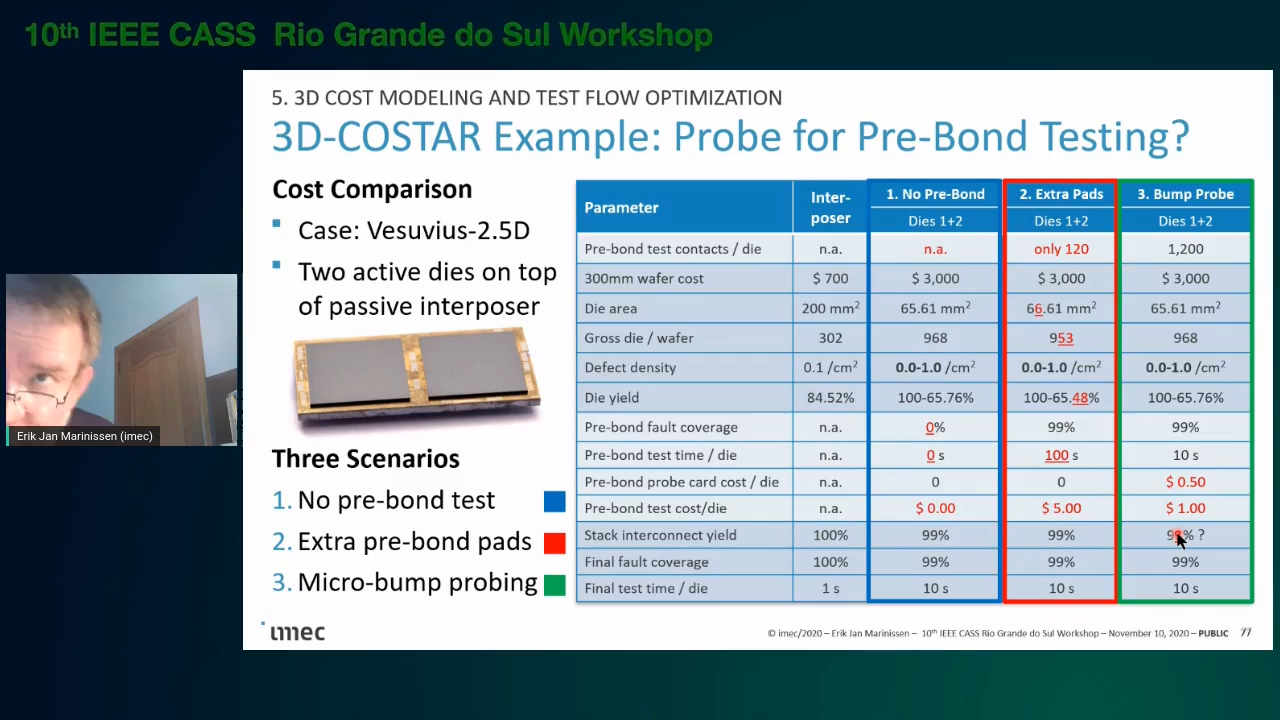 10th IEEE CASS Rio Grande do Sul Workshop
5. 3D COST MODELING AND TEST FLOW OPTIMIZATION
3D-COSTAR Example: Probe for Pre-Bond Testing?
Cost Comparison
Case: Vesuvius-2.5D
Two active dies on top
of passive interposer
Three Scenarios
1. No pre-bond test
2. Extra pre-bond pads
3. Micro-bump probing
Parameter Inter-poser 1. No Pre-Bond 2. Extra Pads 3. Bump Probe
Dies 1+2 Dies 1+2 Dies 1+2
Pre-bond test contacts / die n.a. n.a. only 120 1,200
300mm wafer cost $ 700 $ 3,000 $ 3,000 $ 3,000
Die area 200 mm² 65.61 mm² 66.61 mm² 65.61 mm²
Gross die / wafer 302 968 953 968
Defect density 0.1 /cm² 0.0-1.0 /cm² 0.0-1.0 /cm² 0.0-1.0 /cm²
Die yield 84.52% 100-65.76% 100-65.48% 100-65.76%
Pre-bond fault coverage n.a. 0% 99% 99%
Pre-bond test time / die n.a. 0 s 100 s 10 s
Pre-bond probe card cost / die n.a. 0 0 $ 0.50
Pre-bond test cost/die n.a. $ 0.00 $ 5.00 $ 1.00
Stack interconnect yield 100% 99% 99% ?
Final fault coverage 100% 99% 99% 99%
Final test time / die 1 s 10 s 10 s 10 s
Erik Jan Marinissen (imec)
imec
© imec/2020 – Erik Jan Marinissen – 10th IEEE CASS Rio Grande do Sul Workshop – November 10, 2020 – PUBLIC 77